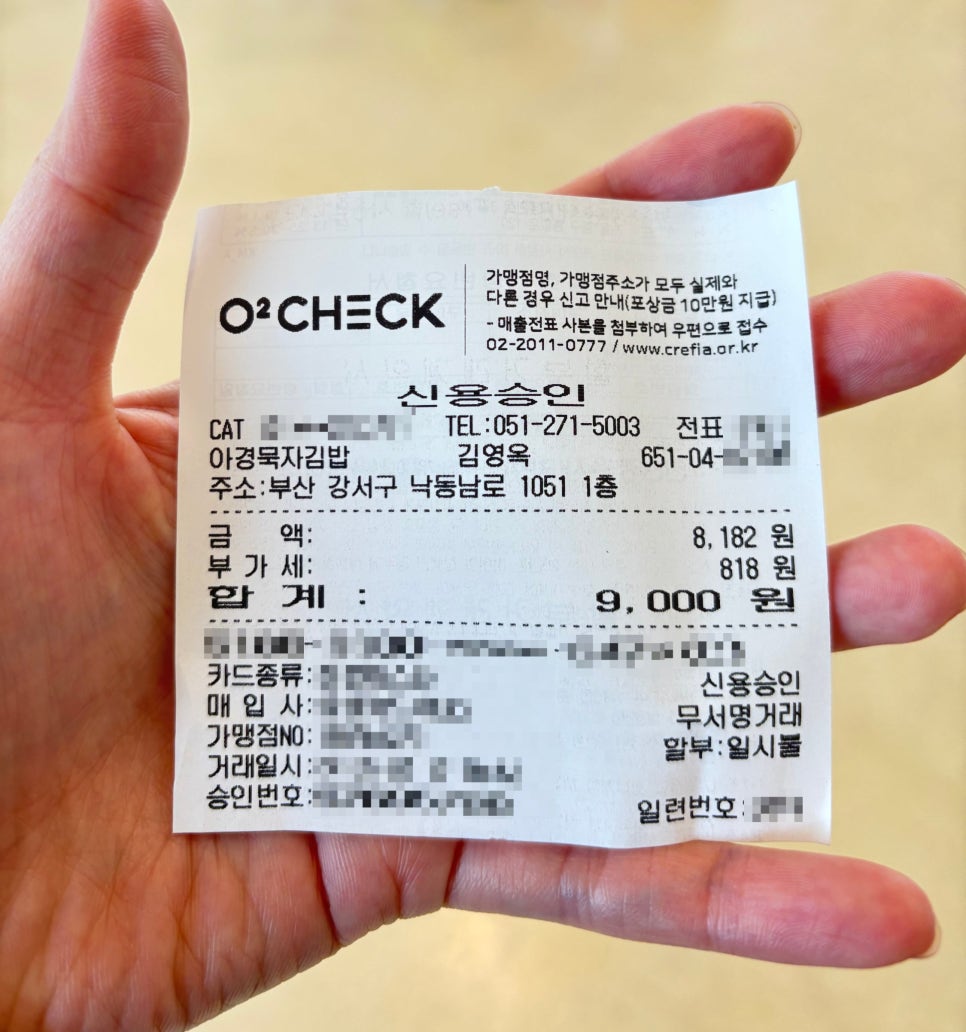 O² CHECK
가맹점명, 가맹점주소가 모두 실제와
다른 경우 신고 안내(포상금 10만원 지급)
- 매출전표 사본을 첨부하여 우편으로 접수
02-2011-0777 / www.crefia.or.kr
신용승인
CAT TEL:051-271-5003 전표
아경묵자김밥 김영옥 651-04-
주소:부산 강서구 낙동남로 1051 1층
금 액: 8,182 원
부 가 세: 818 원
합 계 : 9,000 원
카드종류: 신용승인
매 입 사: 무서명거래
가맹점NO: 할부:일시불
거래일시:
승인번호: 일련번호: